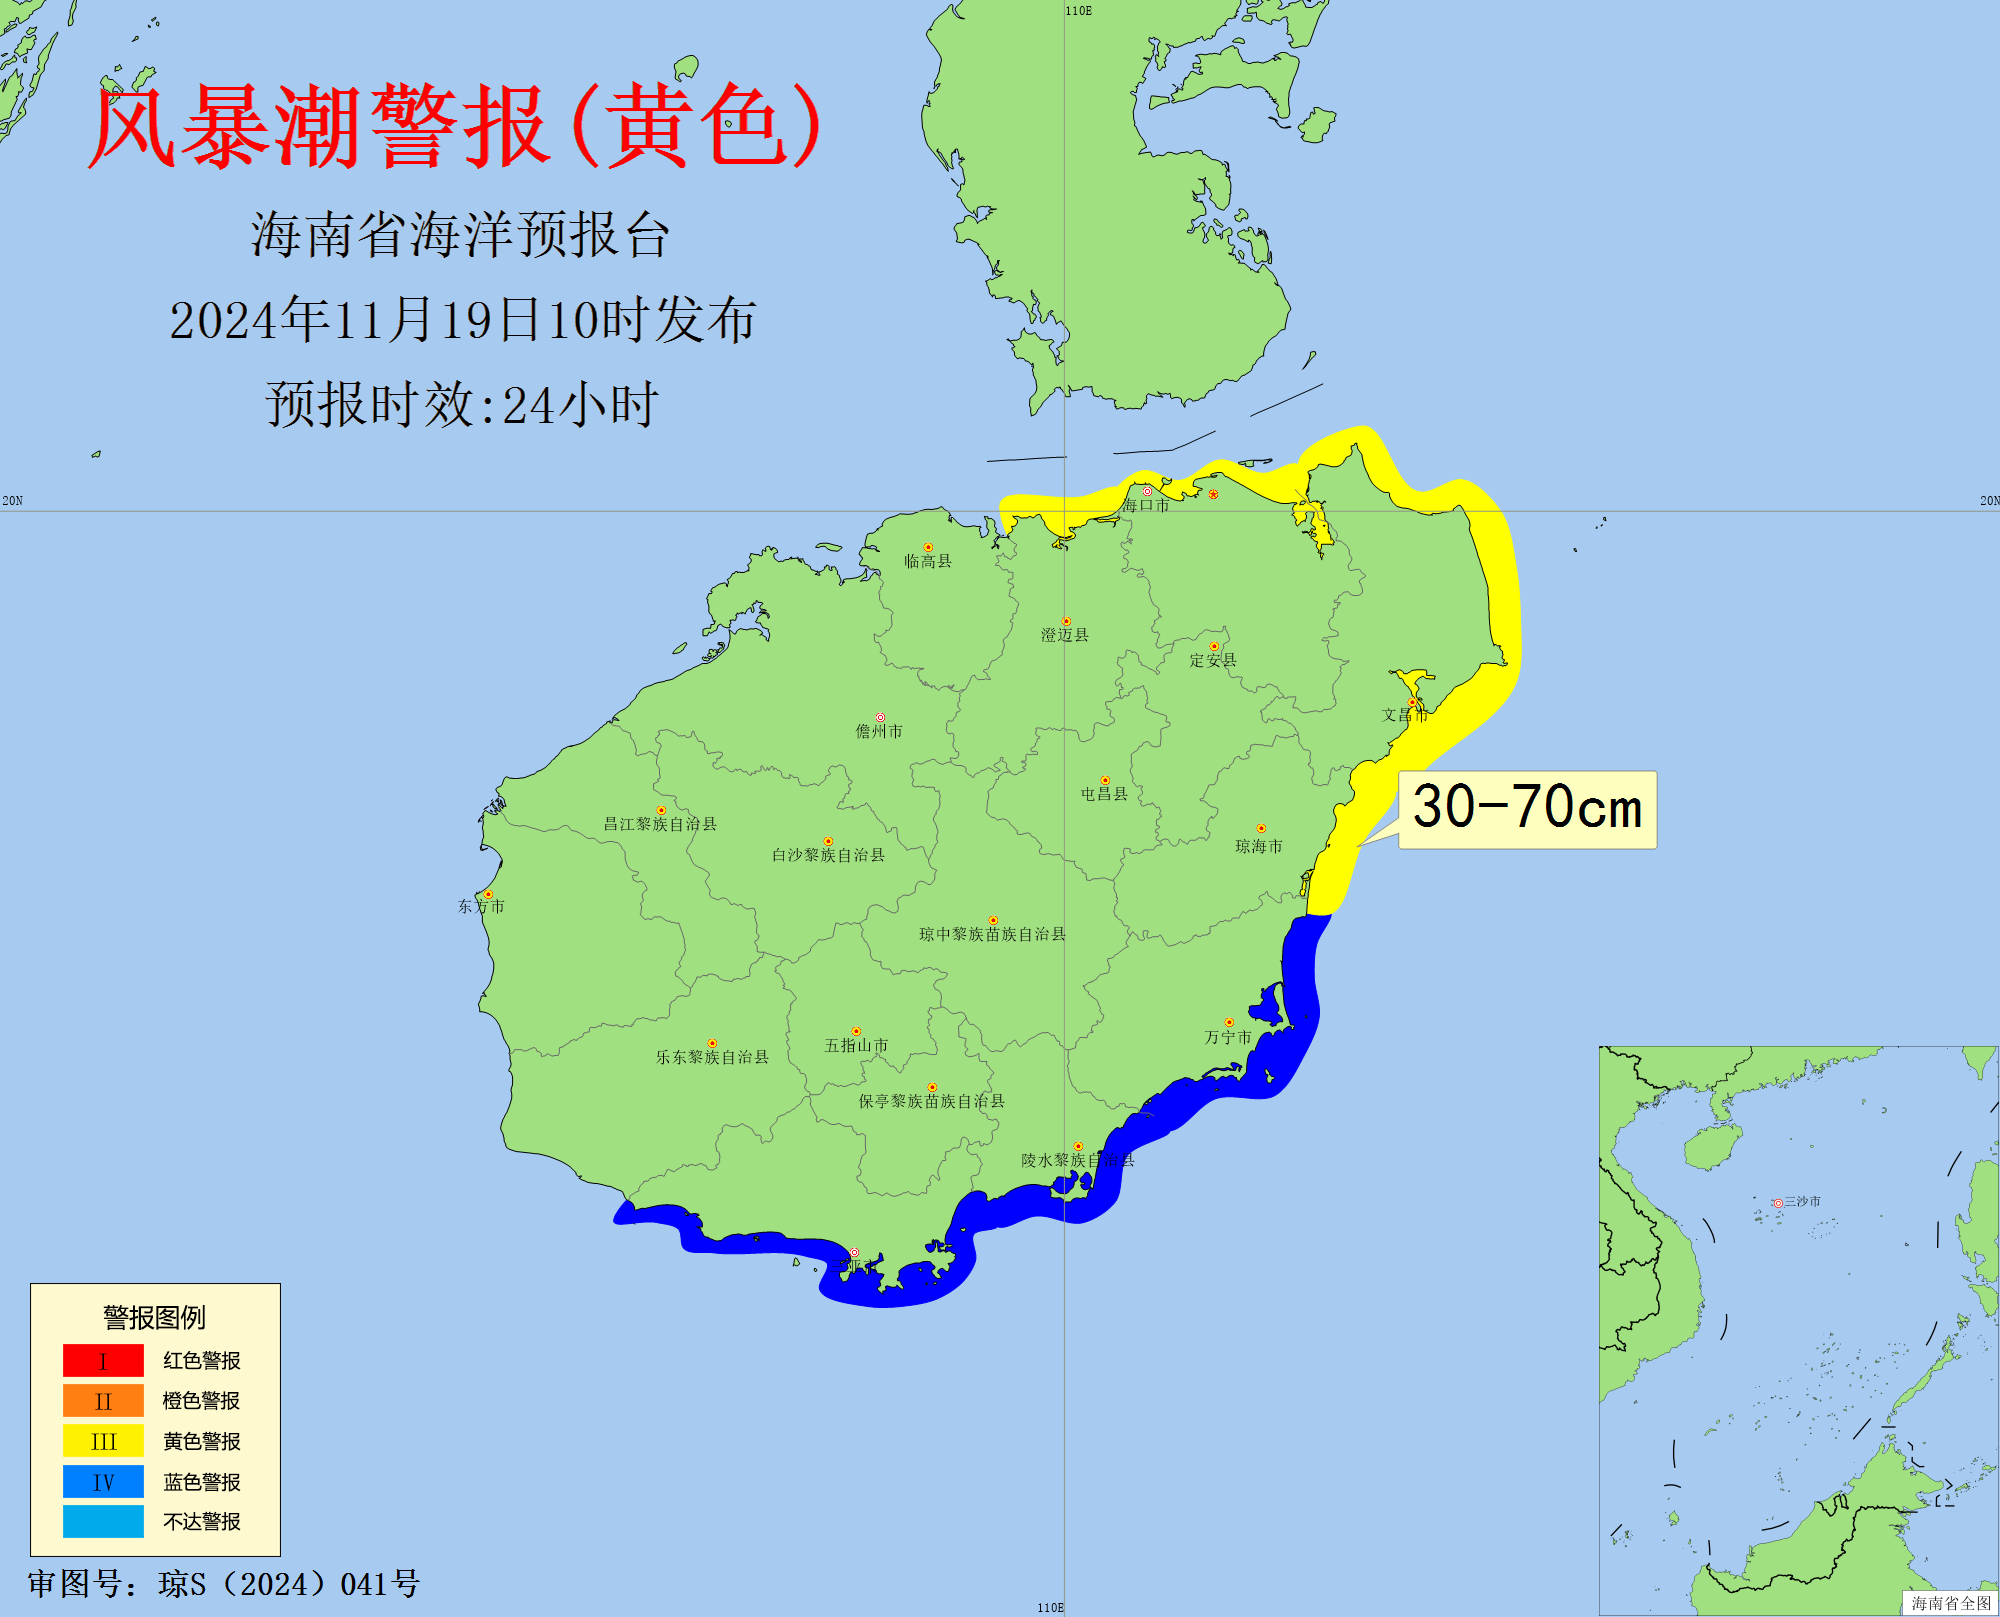 110E
风暴潮警报(黄色)
海南省海洋预报台
2024年11月19日10时发布
预报时效:24小时
20N
20N
海口市
临高县
澄迈县
定安县
文昌市
儋州市
屯昌县
30-70cm
昌江黎族自治县
白沙黎族自治县
琼海市
东方市
琼中黎族苗族自治县
万宁市
乐东黎族自治县
五指山市
保亭黎族苗族自治县
陵水黎族自治县
三亚市
三沙市
警报图例
I 红色警报
II 橙色警报
III 黄色警报
IV 蓝色警报
不达警报
审图号：琼S（2024）041号
110E
海南省全图